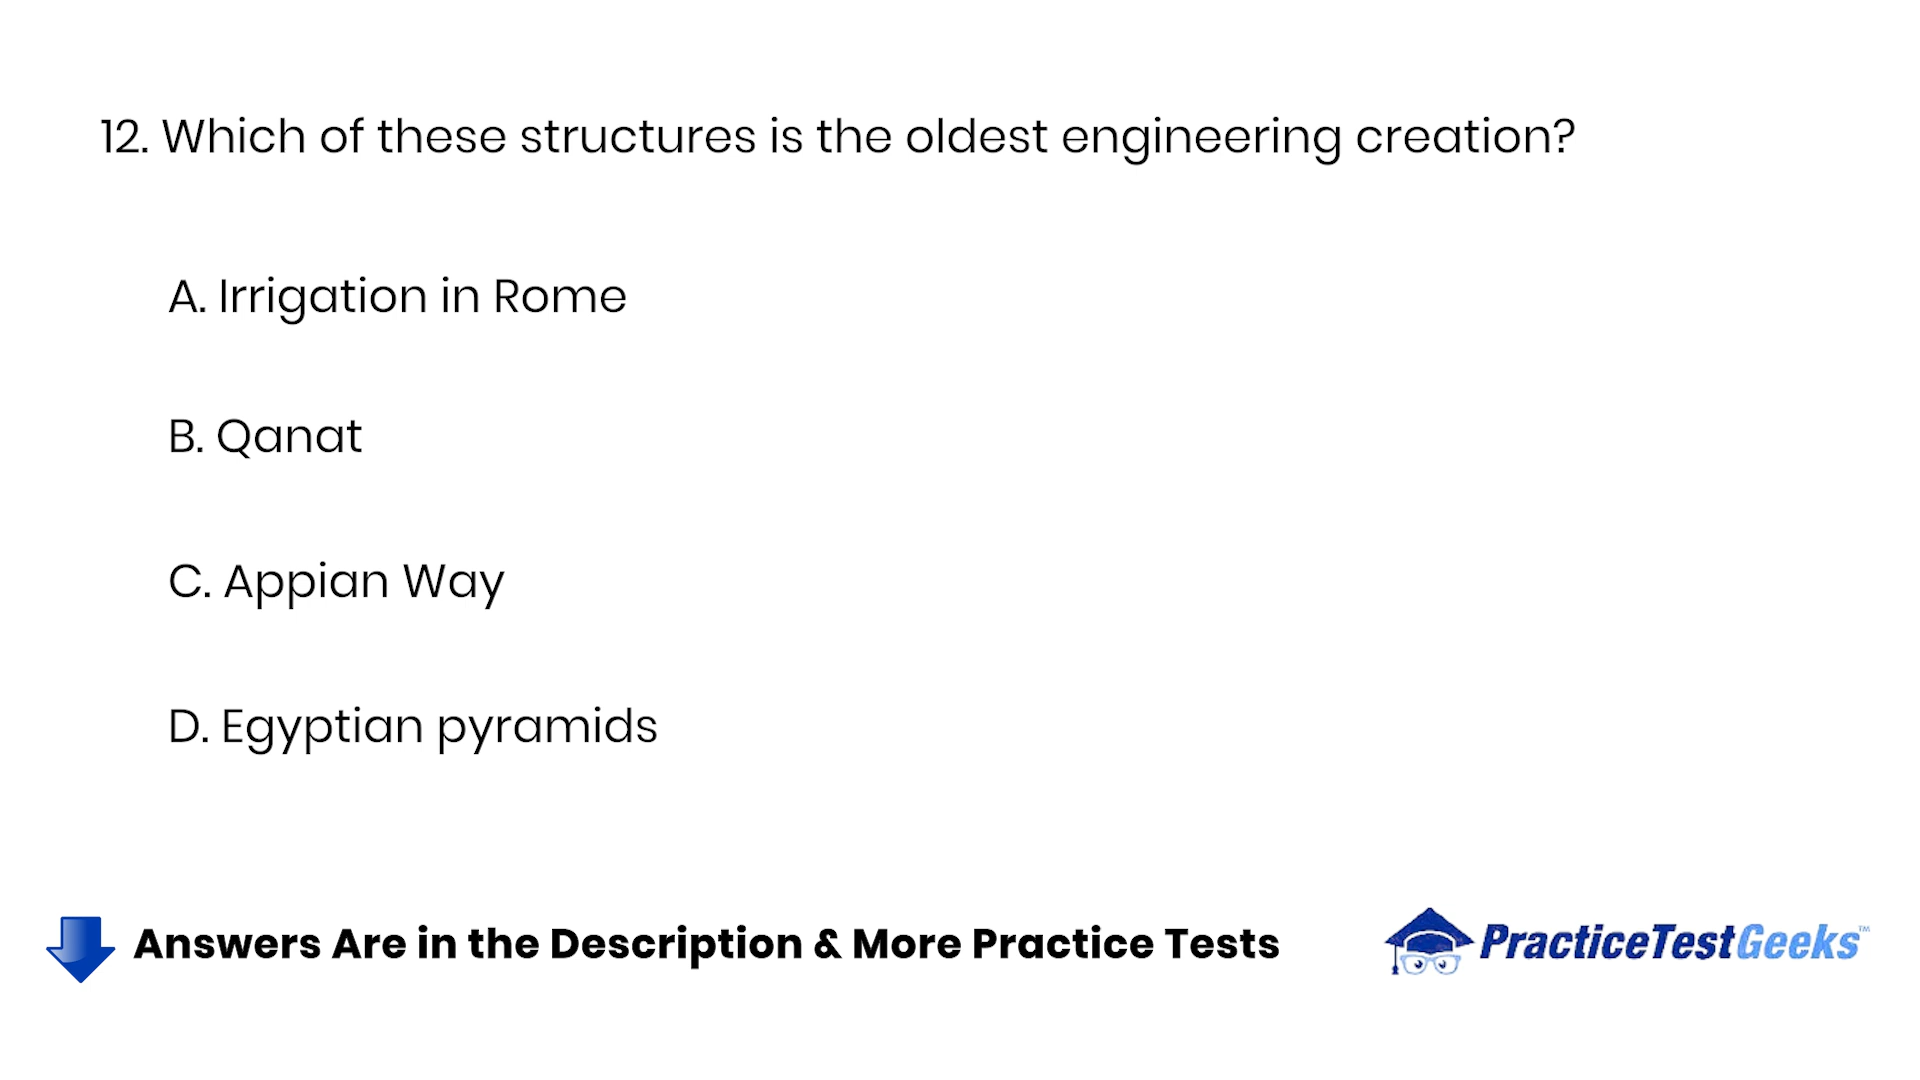 12. Which of these structures is the oldest engineering creation?
A. Irrigation in Rome
B. Qanat
C. Appian Way
D. Egyptian pyramids
Answers Are in the Description & More Practice Tests
PracticeTestGeeks™